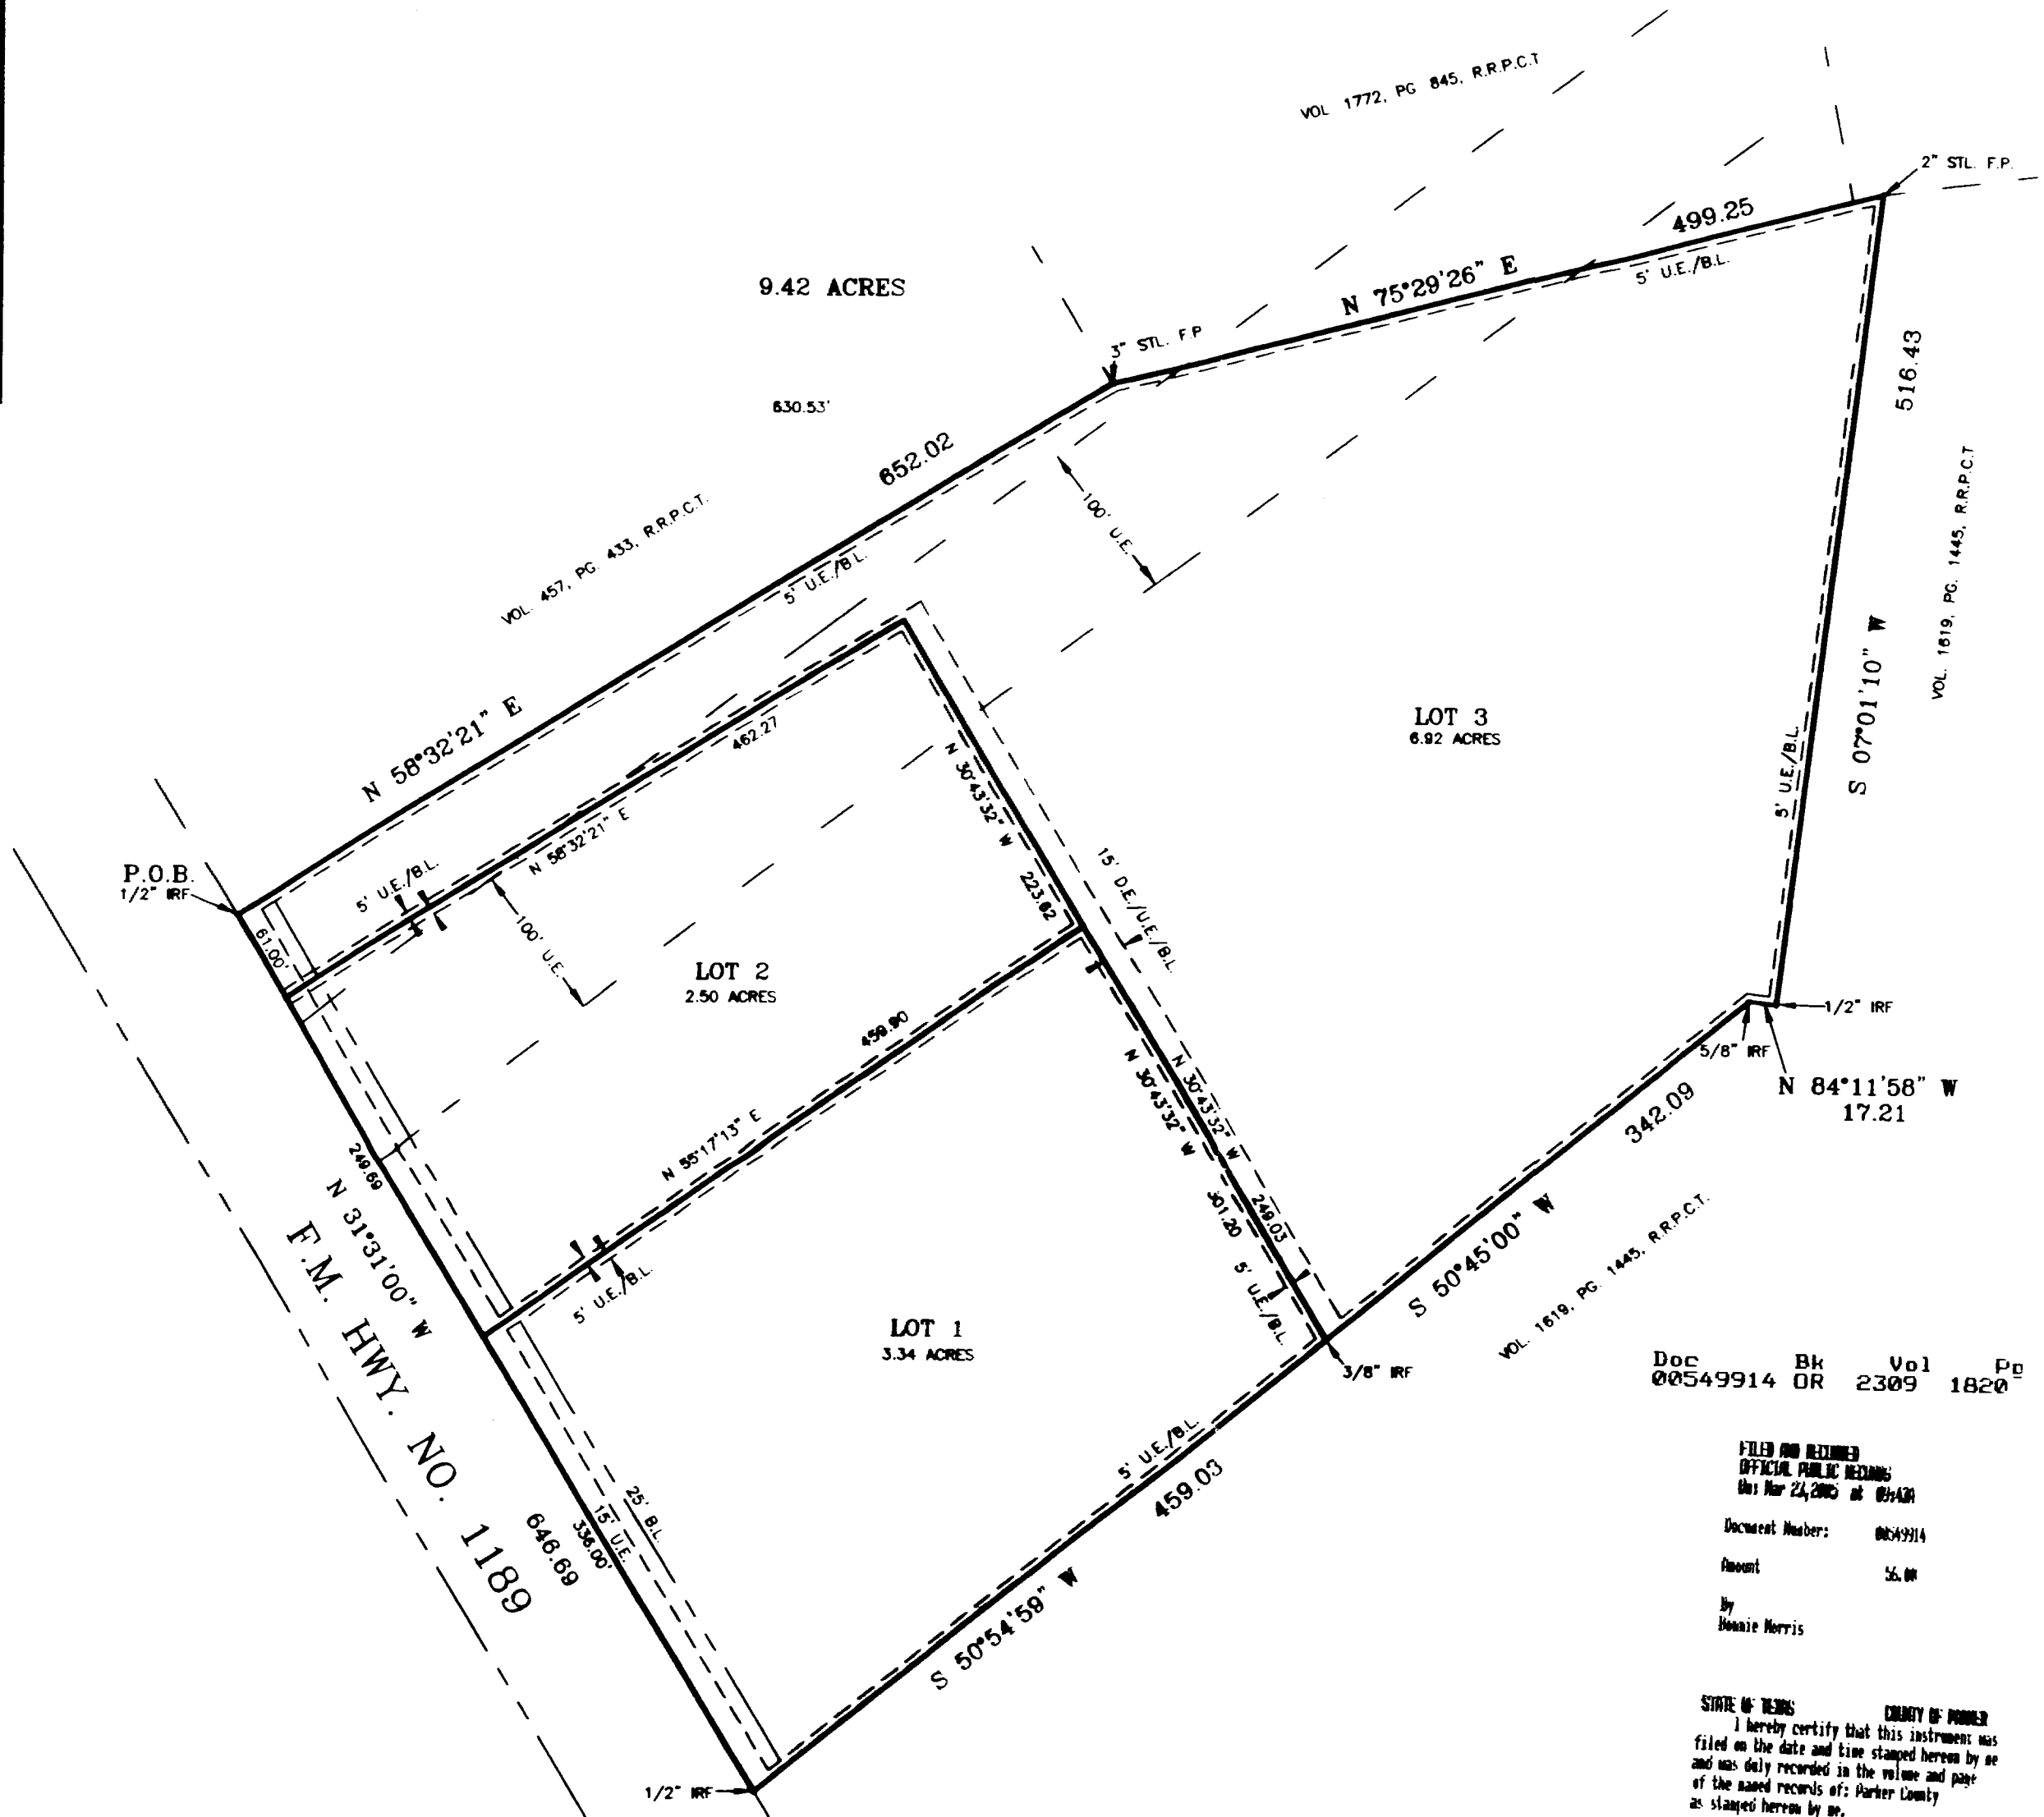 VOL 1772, PG 845, R.R.P.C.T
2" STL. F.P.
499.25
9.42 ACRES
N 75°29'26" E
5' U.E./B.L.
3" STL. F.P
516.43
630.53'
652.02
100' U.E.
VOL. 457, PG. 433, R.R.P.C.T.
VOL. 1619, PG. 1445, R.R.P.C.T
5' U.E./B.L.
S 07°01'10" W
N 58°32'21" E
462.27
LOT 3
6.92 ACRES
N 30°43'32" W
5' U.E./B.L.
N 58°32'21" E
P.O.B.
1/2" IRF
5' U.E./B.L.
223.62
15' D.E./U.E./B.L.
61.00'
100' U.E.
LOT 2
2.50 ACRES
1/2" IRF
459.90
5/8" IRF
N 84°11'58" W
17.21
N 30°43'32" W
N 30°43'32" W
342.09
249.69
N 55°17'13" E
N 31°31'00" W
301.20
249.03
S 50°45'00" W
VOL. 1619, PG. 1445, R.R.P.C.T.
F.M. HWY. NO. 1189
5' U.E./B.L.
5' U.E./B.L.
LOT 1
3.34 ACRES
3/8" IRF
Doc Bk Vol Pg
00549914 OR 2309 1820
5' U.E./B.L.
459.03
FILED AND RECORDED
OFFICIAL PUBLIC RECORDS
On: Mar 2005 at
25' B.L.
15' U.E.
336.00'
646.69
Document Number: 00549914
Amount 56.00
By
Bonnie Morris
S 50°54'59" W
STATE OF TEXAS COUNTY OF PARKER
I hereby certify that this instrument was
filed on the date and time stamped hereon by me
and was duly recorded in the volume and page
of the named records of: Parker County
as stamped hereon by me.
1/2" IRF